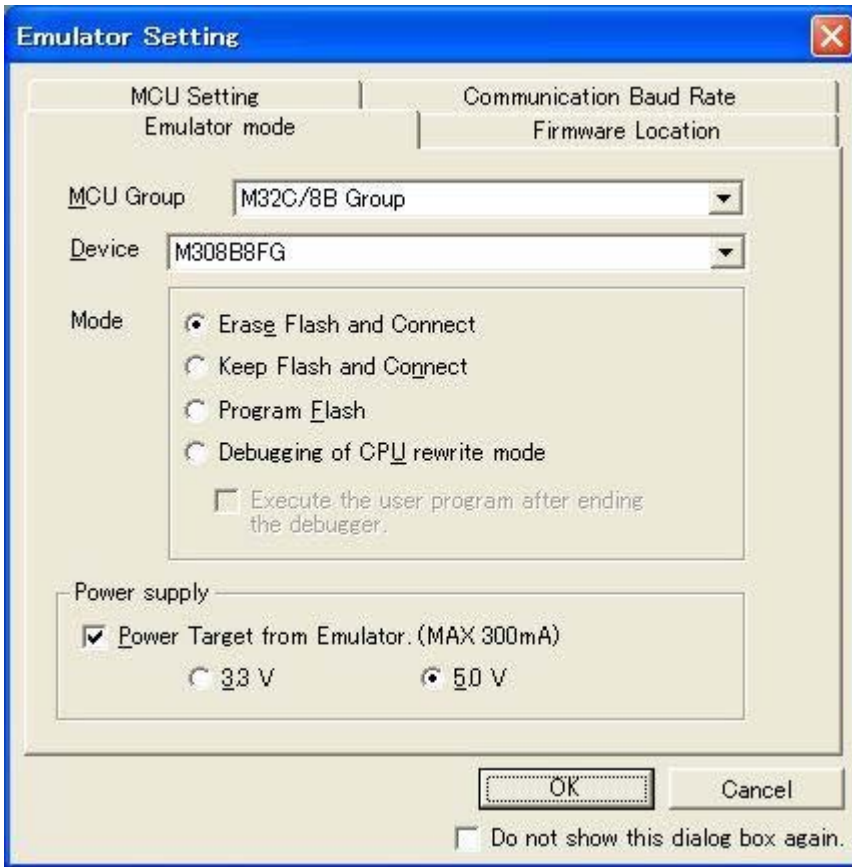 Emulator Setting
MCU Setting
Communication Baud Rate
Emulator mode
Firmware Location
MCU Group
M32C/8B Group
Device
M308B8FG
Mode
Erase Flash and Connect
Keep Flash and Connect
Program Flash
Debugging of CPU rewrite mode
Execute the user program after ending
the debugger.
Power supply
Power Target from Emulator. (MAX 300mA)
3.3 V
5.0 V
OK
Cancel
Do not show this dialog box again.